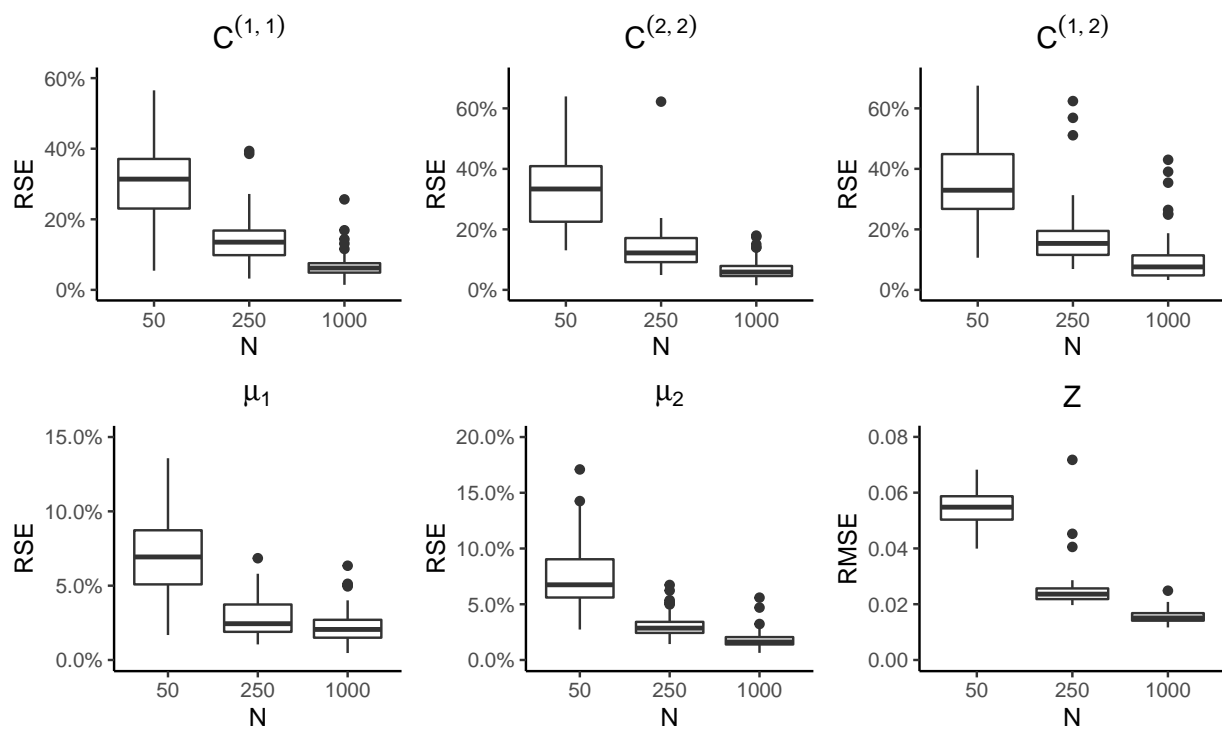 C(1, 1)
60%
40%
20%
0%
RSE
50 250 1000
N
C(2, 2)
60%
40%
20%
0%
RSE
50 250 1000
N
C(1, 2)
60%
40%
20%
0%
RSE
50 250 1000
N
μ1
15.0%
10.0%
5.0%
0.0%
RSE
50 250 1000
N
μ2
20.0%
15.0%
10.0%
5.0%
0.0%
RSE
50 250 1000
N
Z
0.08
0.06
0.04
0.02
0.00
RMSE
50 250 1000
N